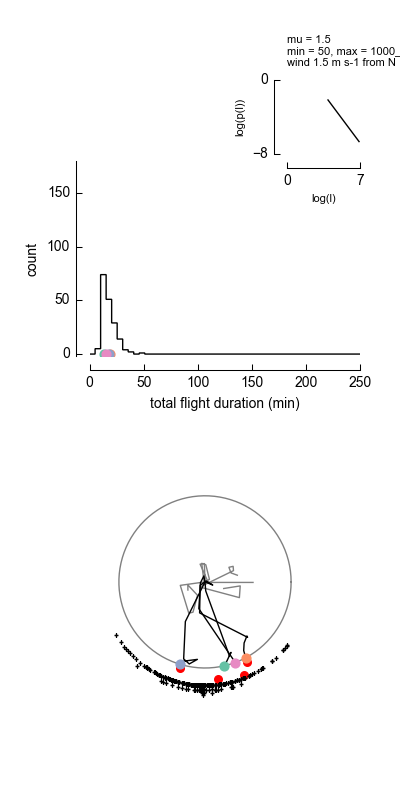 mu = 1.5
min = 50, max = 1000_
wind 1.5 m s-1 from N
0
−8
log(p(l))
0
7
log(l)
150
100
50
0
count
0
50
100
150
200
250
total flight duration (min)